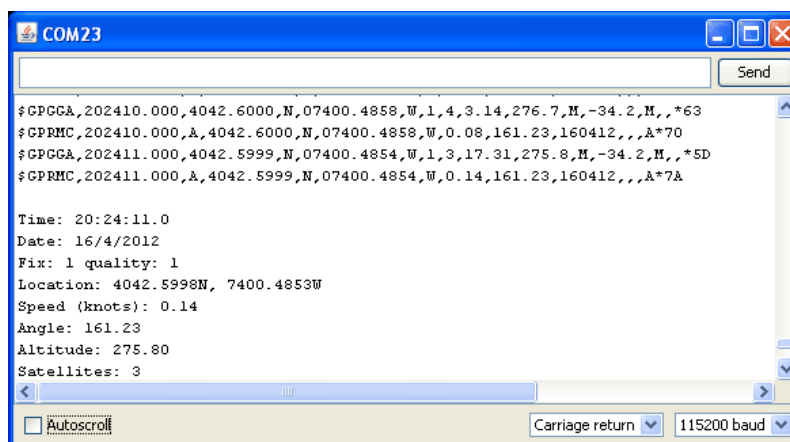 COM23
Send
$GPGGA,202410.000,4042.6000,N,07400.4858,W,1,4,3.14,276.7,M,-34.2,M,,*63
$GPRMC,202410.000,A,4042.6000,N,07400.4858,W,0.08,161.23,160412,,,A*70
$GPGGA,202411.000,4042.5999,N,07400.4854,W,1,3,17.31,275.8,M,-34.2,M,,*5D
$GPRMC,202411.000,A,4042.5999,N,07400.4854,W,0.14,161.23,160412,,,A*7A
Time: 20:24:11.0
Date: 16/4/2012
Fix: 1 quality: 1
Location: 4042.5998N, 7400.4853W
Speed (knots): 0.14
Angle: 161.23
Altitude: 275.80
Satellites: 3
Autoscroll
Carriage return
115200 baud